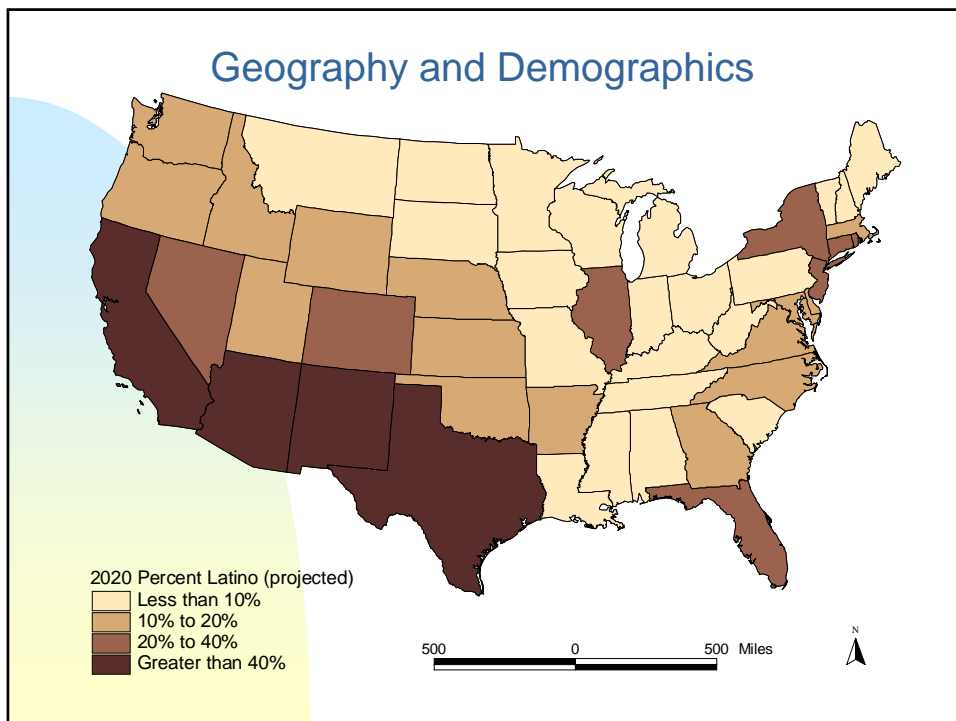 Geography and Demographics
2020 Percent Latino (projected)
Less than 10%
10% to 20%
20% to 40%
Greater than 40%
500 0 500 Miles
N